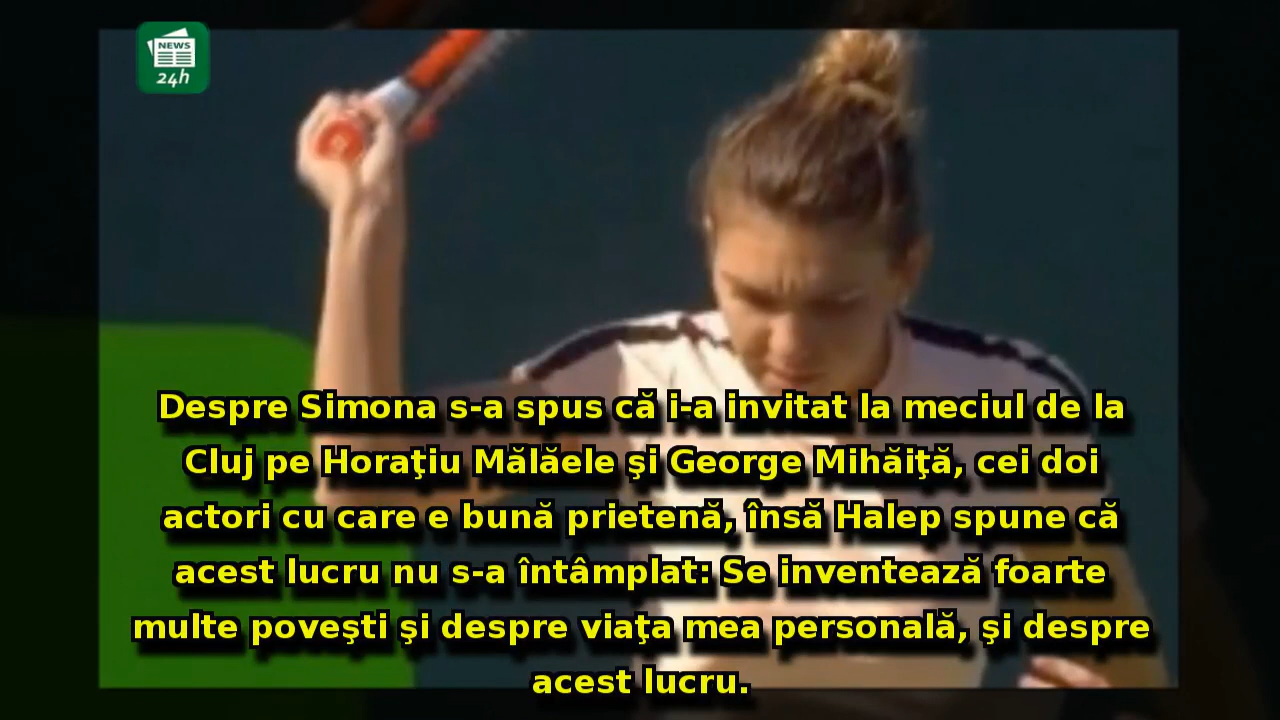 NEWS
24h
Despre Simona s-a spus că i-a invitat la meciul de la
Cluj pe Horaţiu Mălăele şi George Mihăiţă, cei doi
actori cu care e bună prietenă, însă Halep spune că
acest lucru nu s-a întâmplat: Se inventează foarte
multe poveşti şi despre viaţa mea personală, şi despre
acest lucru.